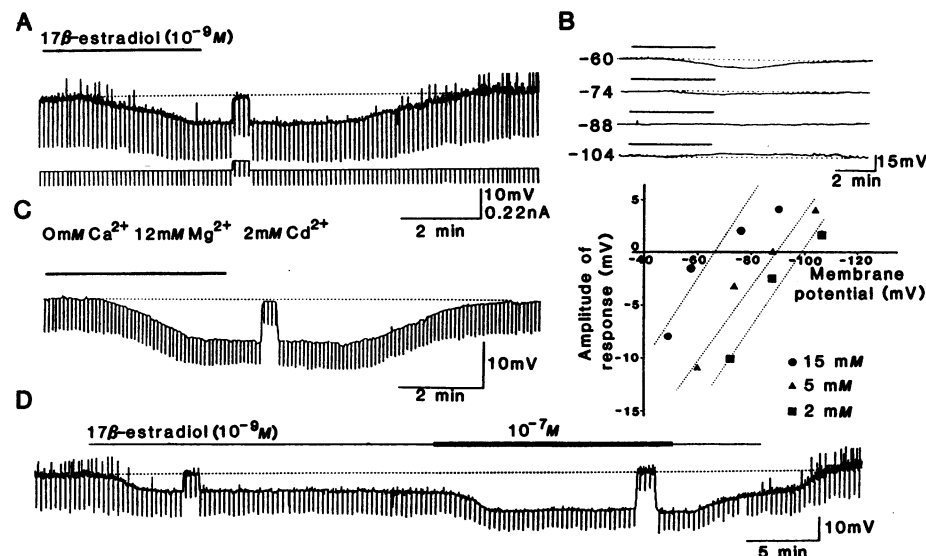 A
17β-estradiol (10⁻⁹M)
10mV
0.22nA
2 min
B
-60
-74
-88
-104
15mV
2 min
5
0
-5
-10
-15
-40
-60
-80
-100
-120
Amplitude of
response (mV)
Membrane
potential (mV)
● 15 mM
▲ 5 mM
■ 2 mM
C
0mM Ca²⁺ 12mM Mg²⁺ 2mM Cd²⁺
10mV
2 min
D
17β-estradiol (10⁻⁹M)
10⁻⁷M
10mV
5 min